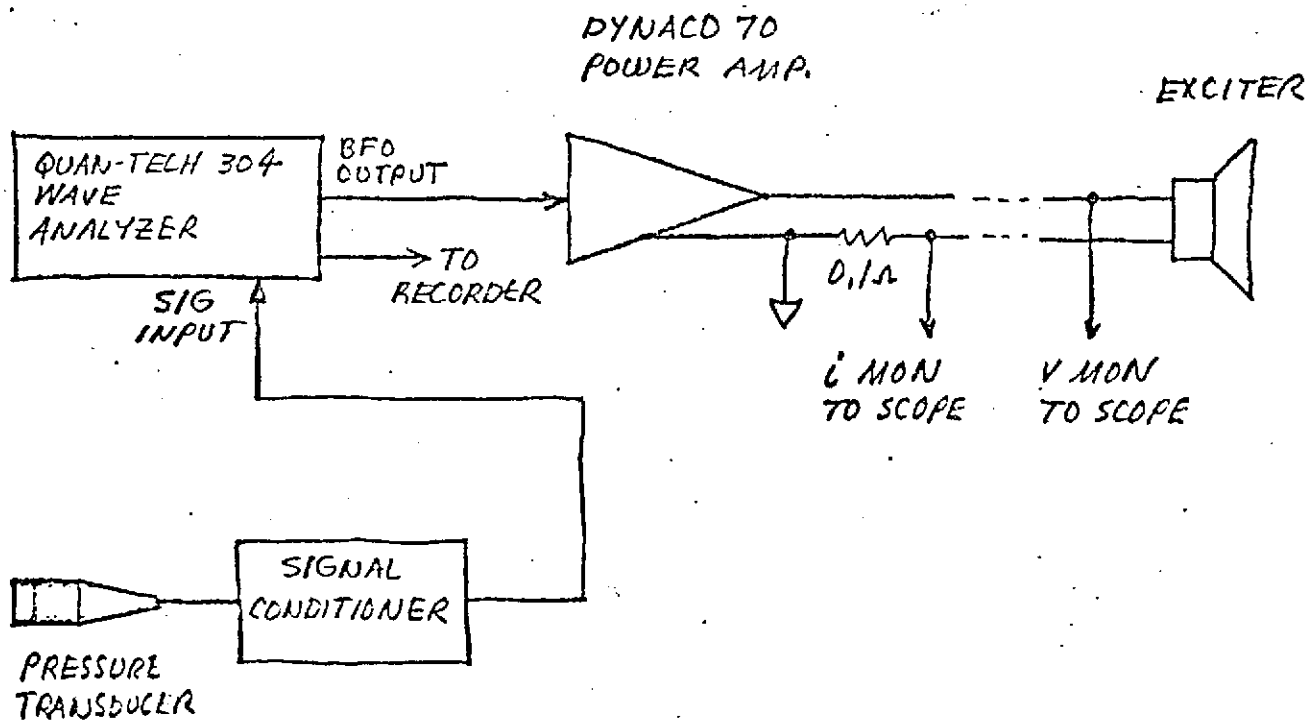 DYNACO 70
POWER AMP.
EXCITER
QUAN-TECH 304
WAVE
ANALYZER
BFO
OUTPUT
TO
RECORDER
SIG
INPUT
0.1Ω
i MON
TO SCOPE
V MON
TO SCOPE
SIGNAL
CONDITIONER
PRESSURE
TRANSDUCER